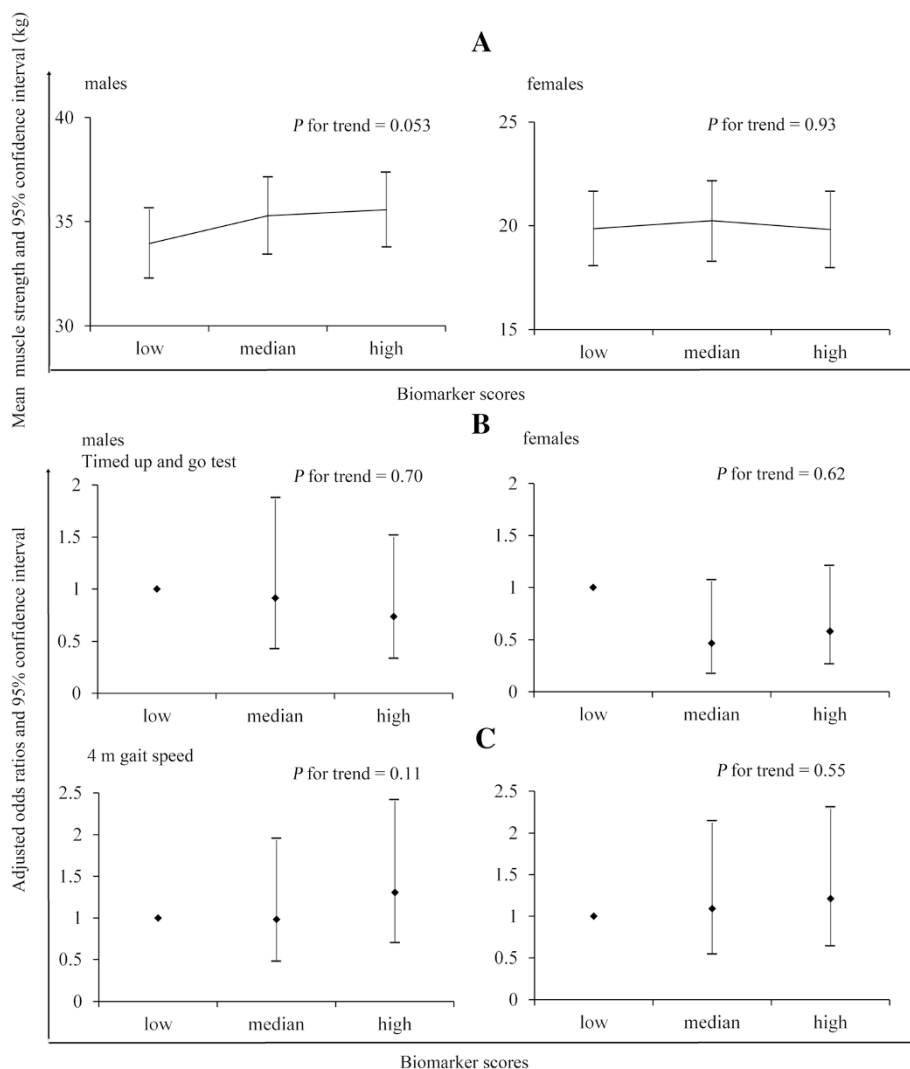 Mean muscle strength and 95% confidence interval (kg)
A
males
P for trend = 0.053
40
35
30
low median high
females
P for trend = 0.93
25
20
15
low median high
Biomarker scores
Adjusted odds ratios and 95% confidence interval
B
males
Timed up and go test
P for trend = 0.70
2
1.5
1
0.5
0
low median high
females
P for trend = 0.62
2
1.5
1
0.5
0
low median high
C
4 m gait speed
P for trend = 0.11
2.5
2
1.5
1
0.5
0
low median high
P for trend = 0.55
2.5
2
1.5
1
0.5
0
low median high
Biomarker scores